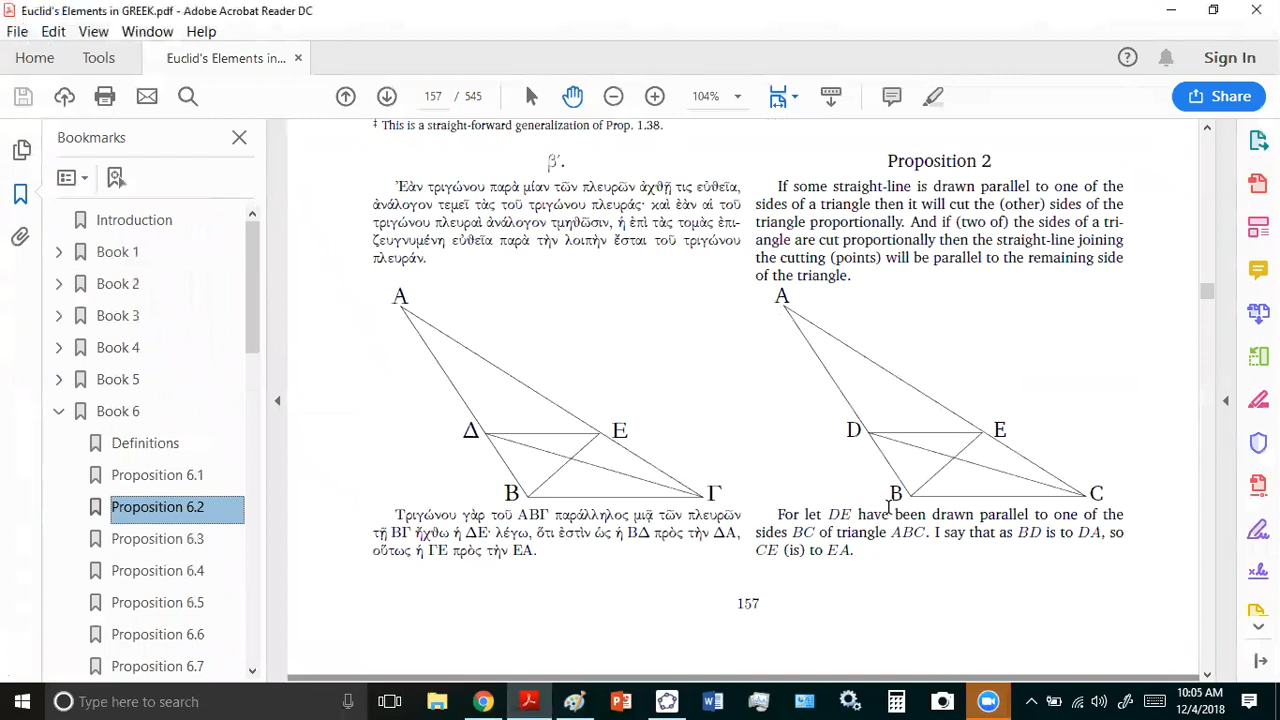 Euclid's Elements in GREEK.pdf - Adobe Acrobat Reader DC
File Edit View Window Help
Home Tools Euclid's Elements in... × Sign In
157 / 545 104% Share
Bookmarks
Introduction
Book 1
Book 2
Book 3
Book 4
Book 5
Book 6
Definitions
Proposition 6.1
Proposition 6.2
Proposition 6.3
Proposition 6.4
Proposition 6.5
Proposition 6.6
Proposition 6.7
‡ This is a straight-forward generalization of Prop. 1.38.
βʹ.
᾿Εὰν τριγώνου παρὰ μίαν τῶν πλευρῶν ἀχθῇ τις εὐθεῖα,
ἀνάλογον τεμεῖ τὰς τοῦ τριγώνου πλευράς· καὶ ἐὰν αἱ τοῦ
τριγώνου πλευραὶ ἀνάλογον τμηθῶσιν, ἡ ἐπὶ τὰς τομὰς ἐπι-
ζευγνυμένη εὐθεῖα παρὰ τὴν λοιπὴν ἔσται τοῦ τριγώνου
πλευράν.
Α
Δ Ε
Β Γ
Τριγώνου γὰρ τοῦ ΑΒΓ παράλληλος μιᾷ τῶν πλευρῶν
τῇ ΒΓ ἤχθω ἡ ΔΕ· λέγω, ὅτι ἐστὶν ὡς ἡ ΒΔ πρὸς τὴν ΔΑ,
οὕτως ἡ ΓΕ πρὸς τὴν ΕΑ.
Proposition 2
If some straight-line is drawn parallel to one of the
sides of a triangle then it will cut the (other) sides of the
triangle proportionally. And if (two of) the sides of a tri-
angle are cut proportionally then the straight-line joining
the cutting (points) will be parallel to the remaining side
of the triangle.
A
D E
B C
For let DE have been drawn parallel to one of the
sides BC of triangle ABC. I say that as BD is to DA, so
CE (is) to EA.
157
Type here to search
10:05 AM
12/4/2018